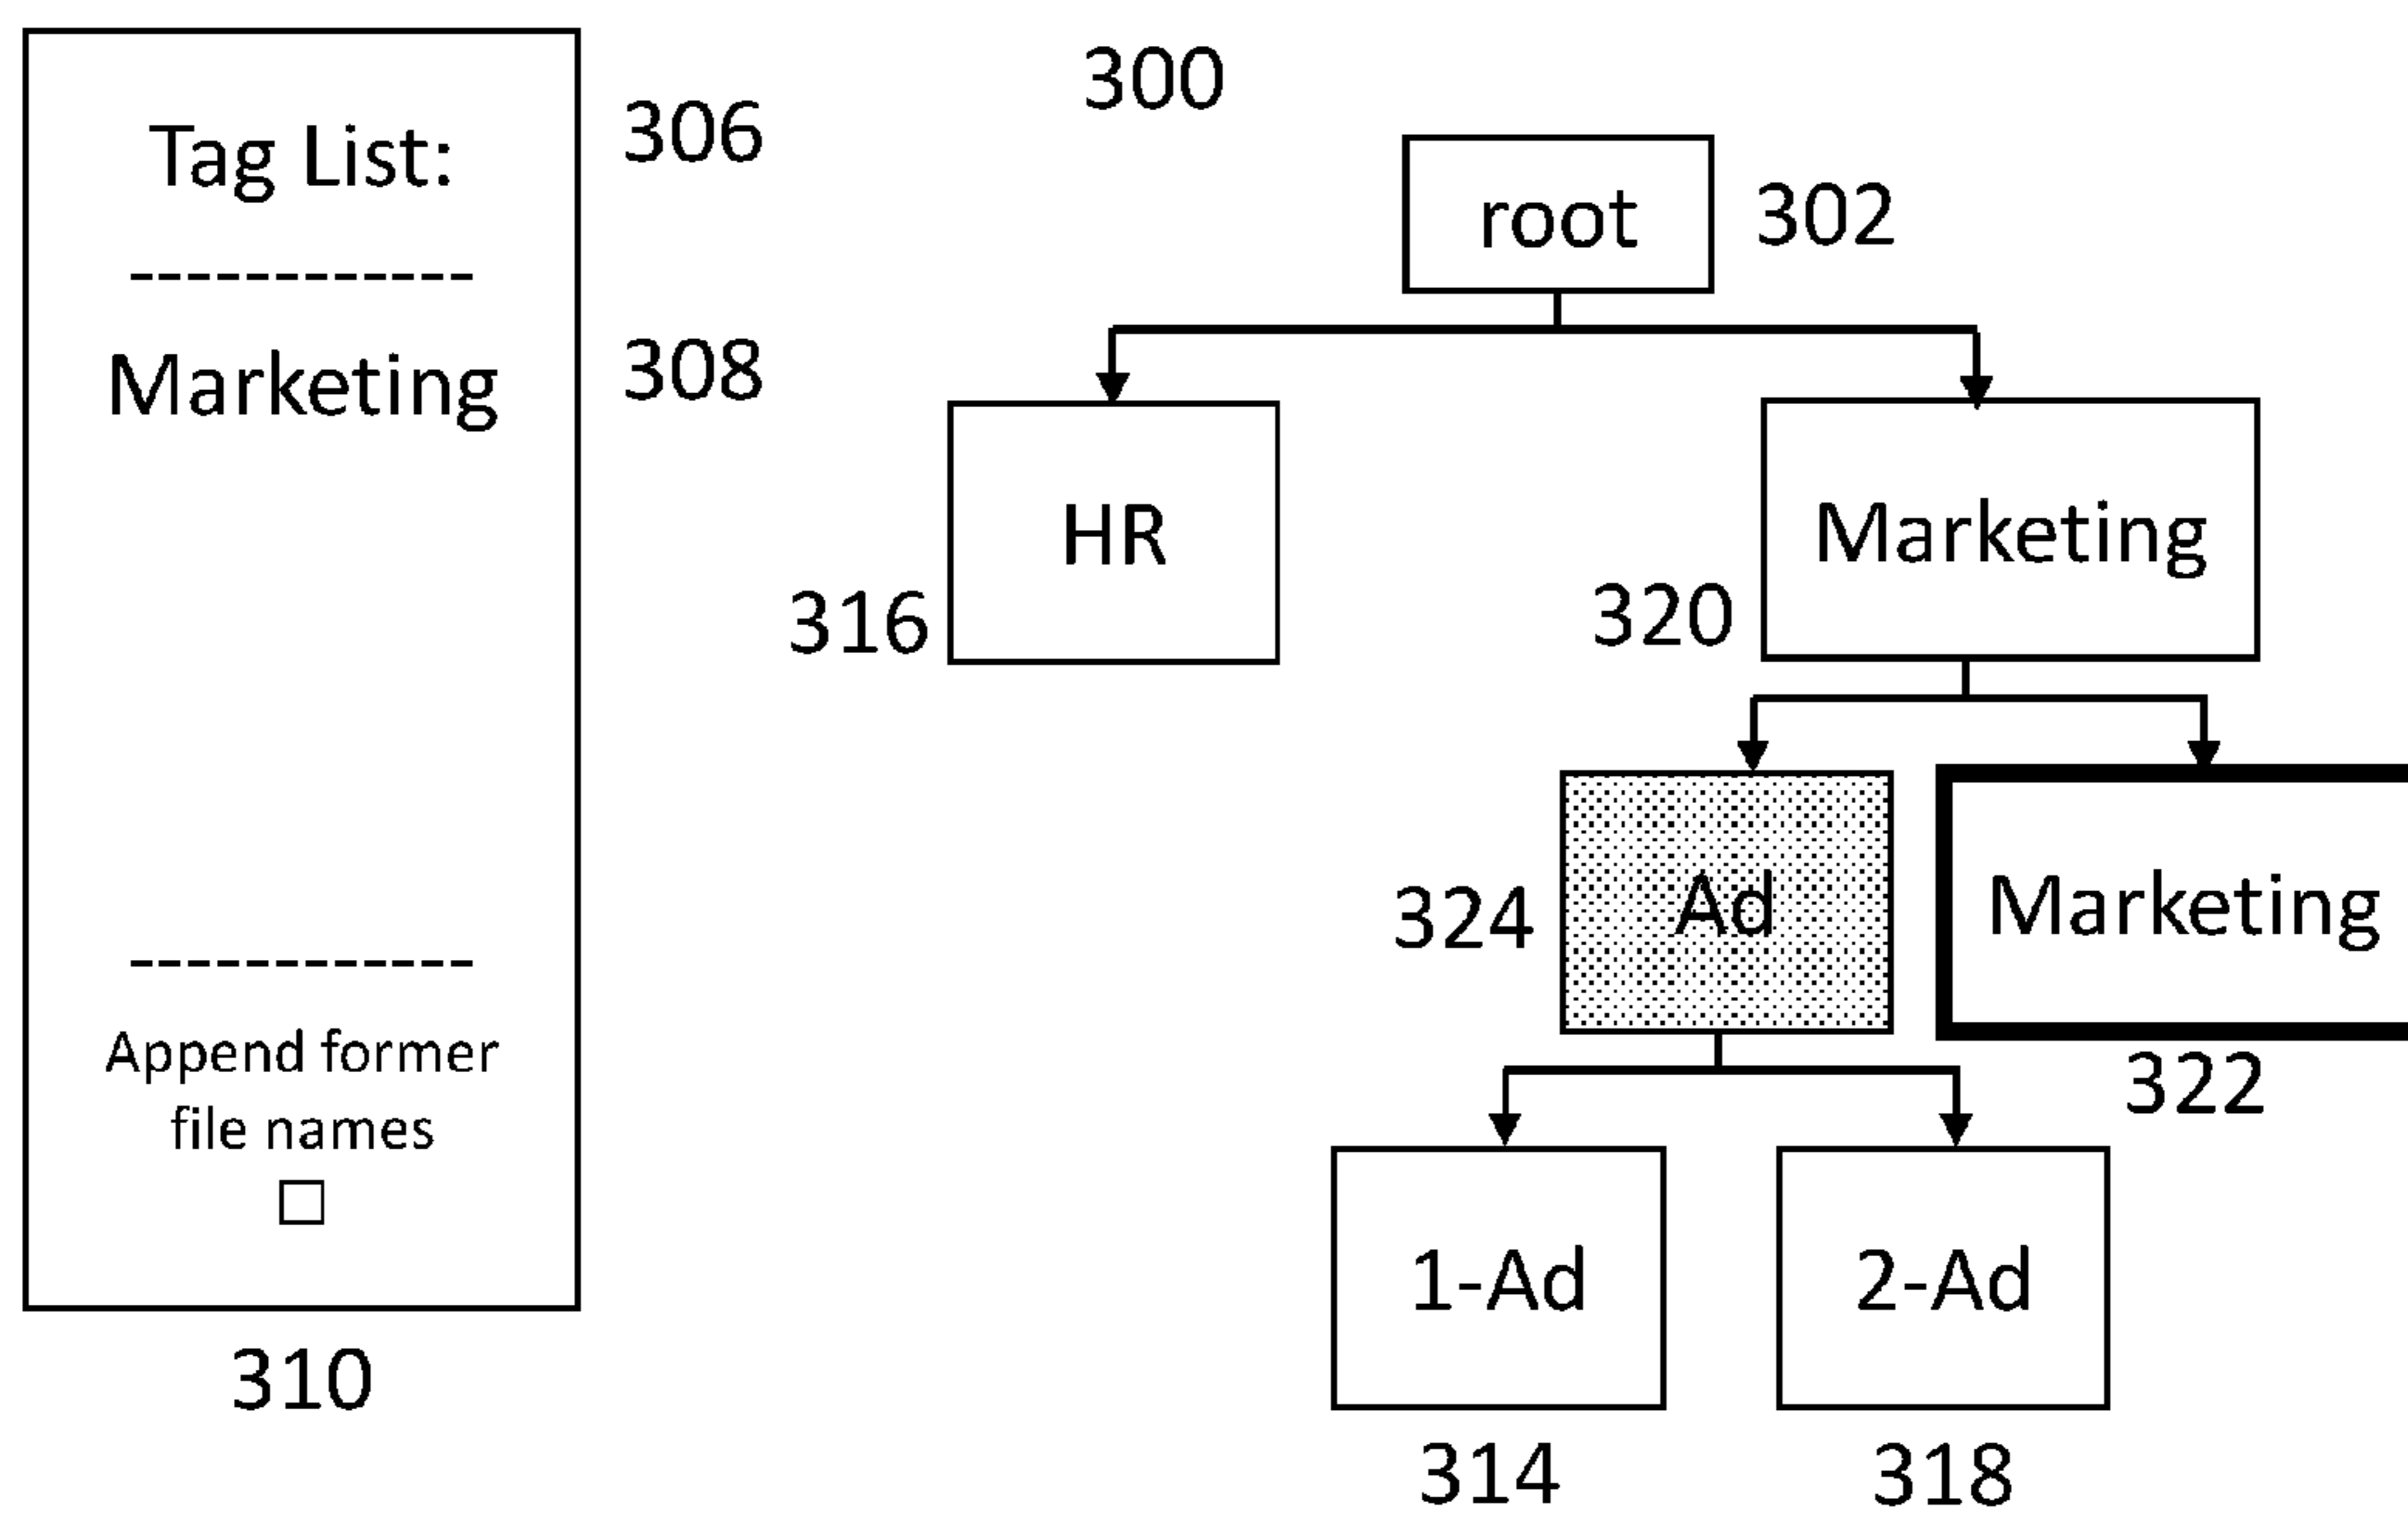 Tag List:
306
------------
Marketing
308
------------
Append former
file names
310
300
root
302
HR
316
Marketing
320
Ad
324
Marketing
322
1-Ad
314
2-Ad
318